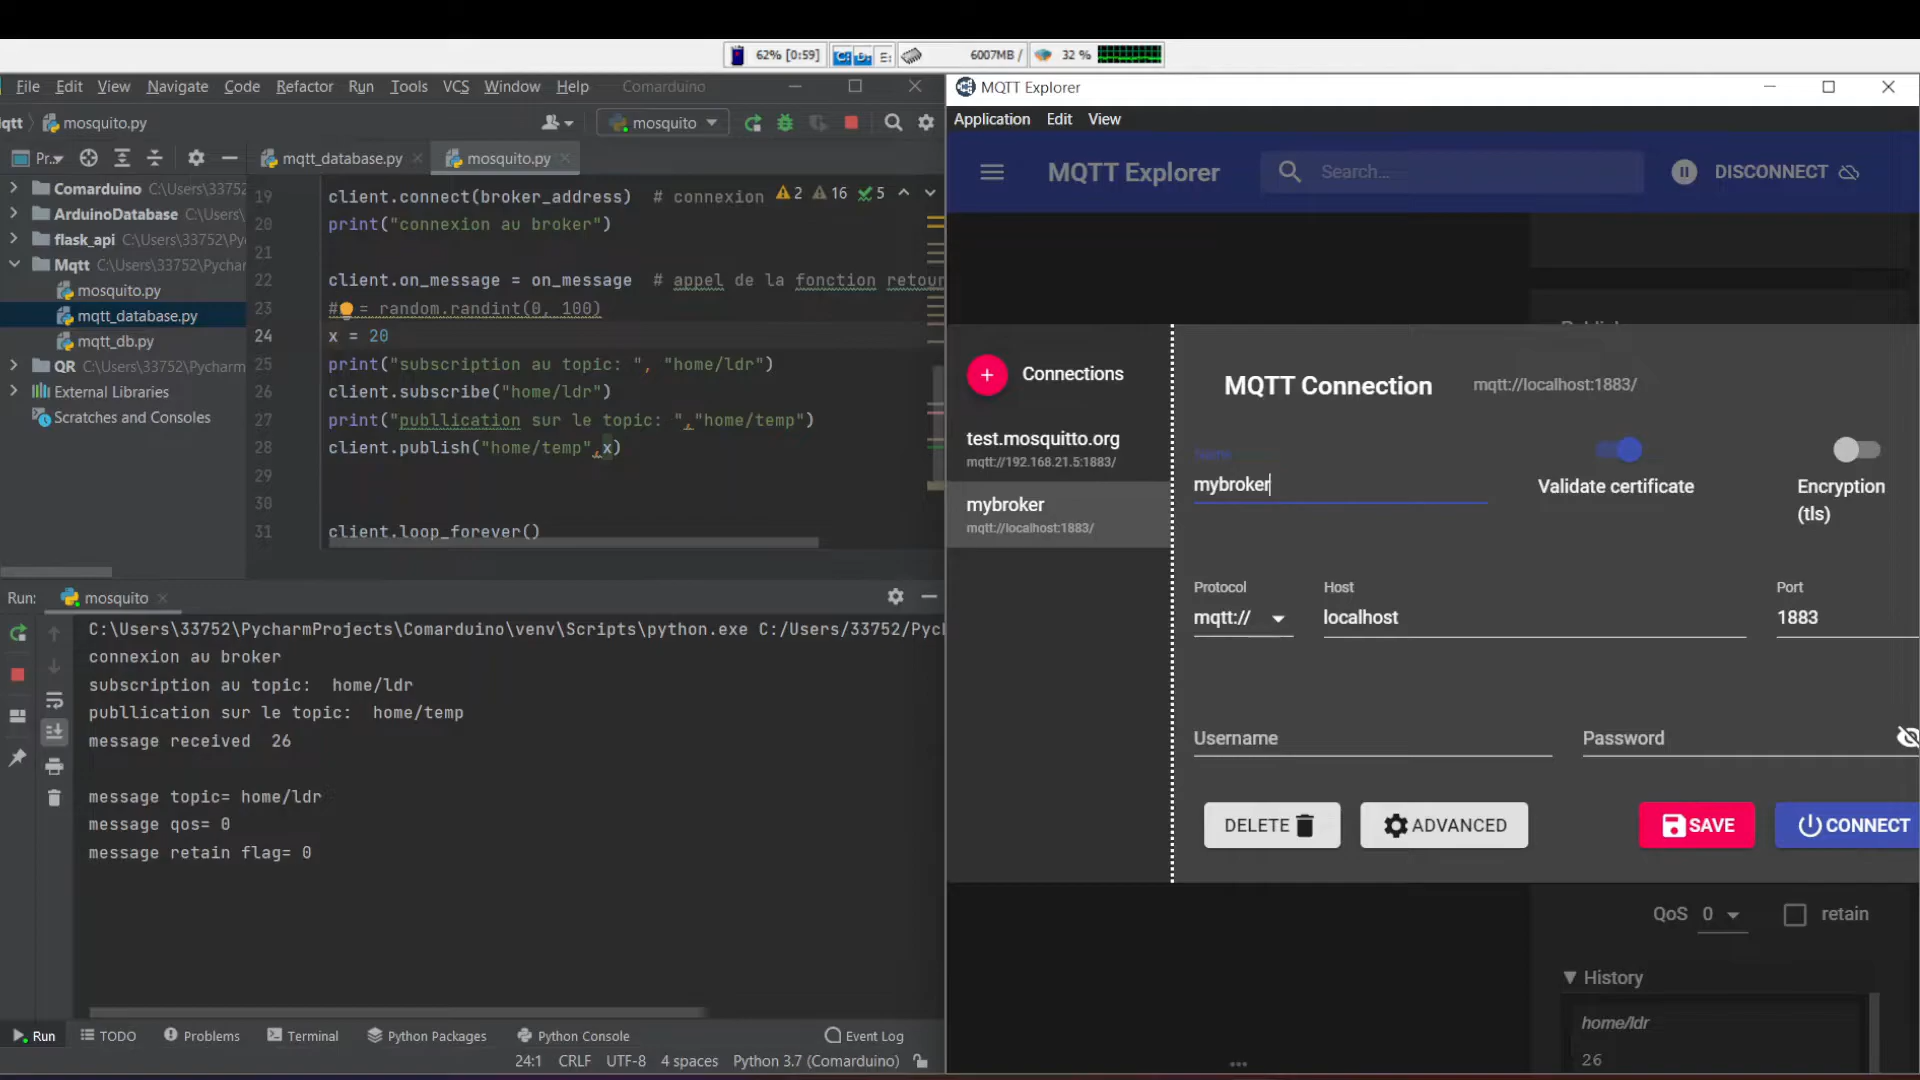 62% [0:59] C: D: E: 6007MB / 32 %
File Edit View Navigate Code Refactor Run Tools VCS Window Help Comarduino
qtt mosquito.py mosquito
Pr... mqtt_database.py mosquito.py
Comarduino C:\Users\33752
ArduinoDatabase C:\Users\
flask_api C:\Users\33752\Py
Mqtt C:\Users\33752\Pychar
mosquito.py
mqtt_database.py
mqtt_db.py
QR C:\Users\33752\Pycharm
External Libraries
Scratches and Consoles
19 client.connect(broker_address) # connexion 2 16 5
20 print("connexion au broker")
21
22 client.on_message = on_message # appel de la fonction retour
23 # = random.randint(0, 100)
24 x = 20
25 print("subscription au topic: ", "home/ldr")
26 client.subscribe("home/ldr")
27 print("publlication sur le topic: ","home/temp")
28 client.publish("home/temp",x)
29
30
31 client.loop_forever()
Run: mosquito
C:\Users\33752\PycharmProjects\Comarduino\venv\Scripts\python.exe C:/Users/33752/Pyc
connexion au broker
subscription au topic:  home/ldr
publlication sur le topic:  home/temp
message received  26
message topic= home/ldr
message qos= 0
message retain flag= 0
Run TODO Problems Terminal Python Packages Python Console Event Log
24:1 CRLF UTF-8 4 spaces Python 3.7 (Comarduino)
MQTT Explorer
Application Edit View
MQTT Explorer Search... DISCONNECT
Connections
test.mosquitto.org
mqtt://192.168.21.5:1883/
mybroker
mqtt://localhost:1883/
MQTT Connection mqtt://localhost:1883/
Name
mybroker
Validate certificate
Encryption
(tls)
Protocol Host Port
mqtt:// localhost 1883
Username Password
DELETE ADVANCED SAVE CONNECT
QoS 0 retain
History
home/ldr
26